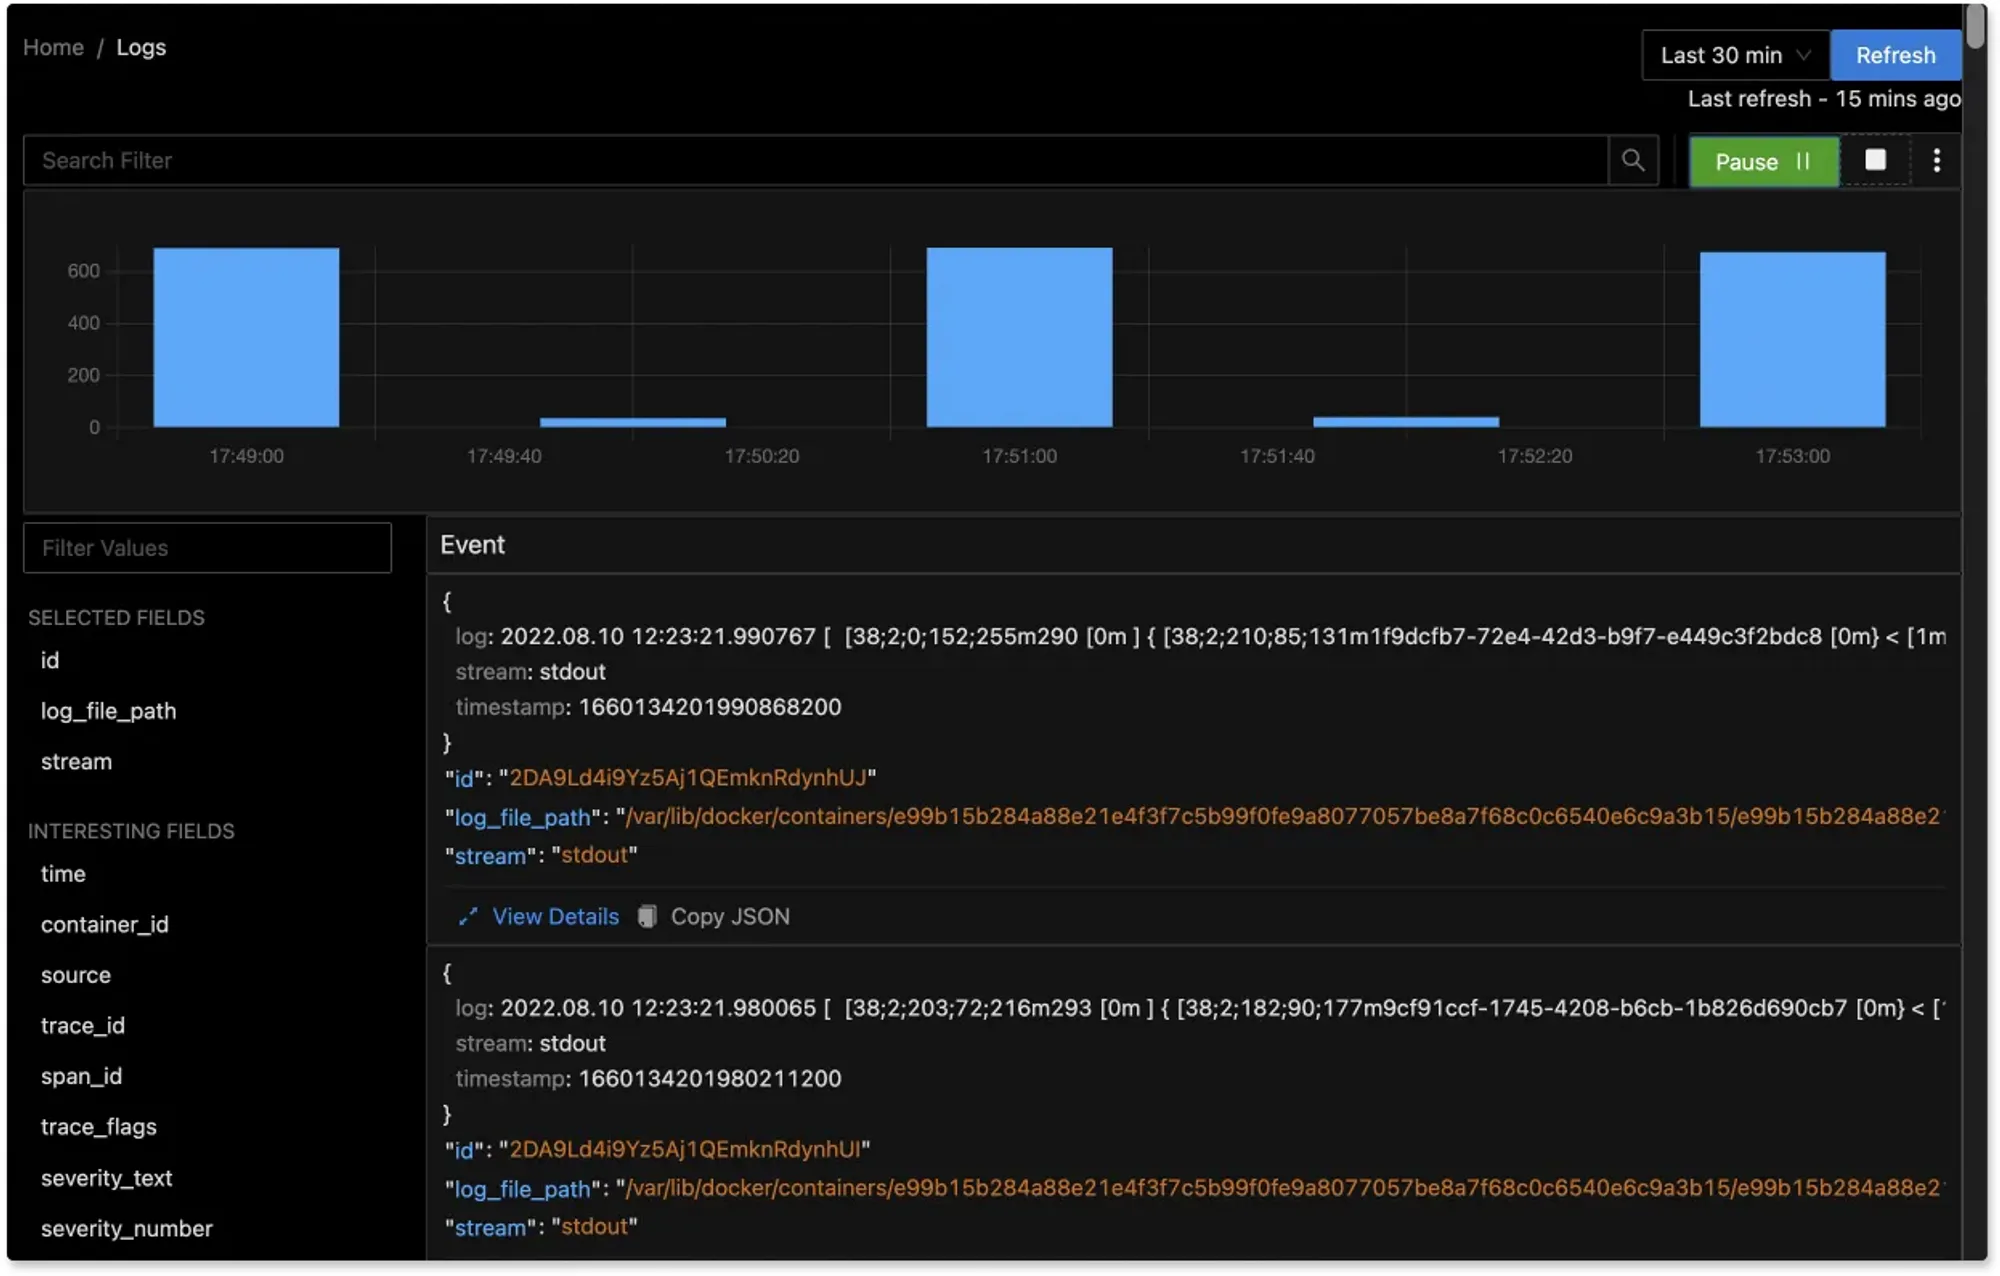 Home / Logs
Last 30 min
Refresh
Last refresh - 15 mins ago
Search Filter
Pause
600
400
200
0
17:49:00 17:49:40 17:50:20 17:51:00 17:51:40 17:52:20 17:53:00
Filter Values
SELECTED FIELDS
id
log_file_path
stream
INTERESTING FIELDS
time
container_id
source
trace_id
span_id
trace_flags
severity_text
severity_number
Event
{
log: 2022.08.10 12:23:21.990767 [ [38;2;0;152;255m290 [0m ] { [38;2;210;85;131m1f9dcfb7-72e4-42d3-b9f7-e449c3f2bdc8 [0m} < [1m
stream: stdout
timestamp: 1660134201990868200
}
"id": "2DA9Ld4i9Yz5Aj1QEmknRdynhUJ"
"log_file_path": "/var/lib/docker/containers/e99b15b284a88e21e4f3f7c5b99f0fe9a8077057be8a7f68c0c6540e6c9a3b15/e99b15b284a88e2
"stream": "stdout"
View Details Copy JSON
{
log: 2022.08.10 12:23:21.980065 [ [38;2;203;72;216m293 [0m ] { [38;2;182;90;177m9cf91ccf-1745-4208-b6cb-1b826d690cb7 [0m} < [
stream: stdout
timestamp: 1660134201980211200
}
"id": "2DA9Ld4i9Yz5Aj1QEmknRdynhUI"
"log_file_path": "/var/lib/docker/containers/e99b15b284a88e21e4f3f7c5b99f0fe9a8077057be8a7f68c0c6540e6c9a3b15/e99b15b284a88e2
"stream": "stdout"